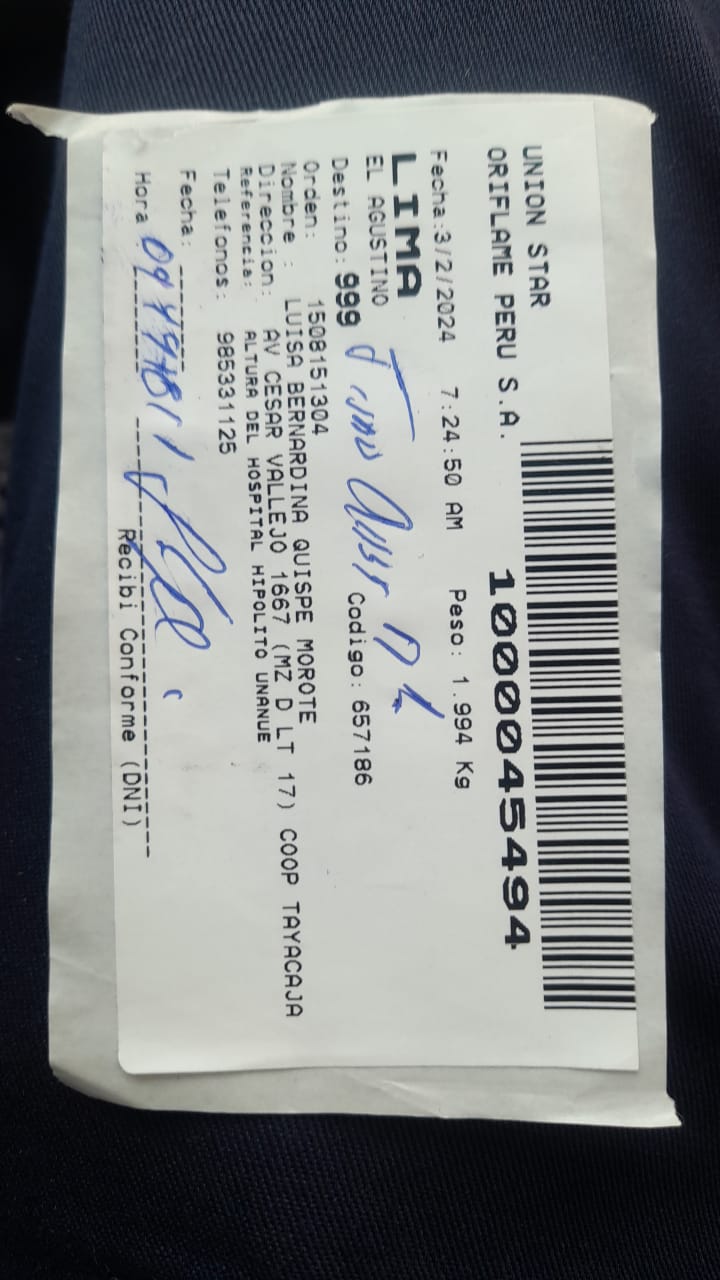 UNION STAR
ORIFLAME PERU S.A.
1000045494
Fecha:3/2/2024 7:24:50 AM Peso: 1.994 Kg
LIMA
EL AGUSTINO
Destino: 999 Codigo: 657186
Orden: 1508151304
Nombre : LUISA BERNARDINA QUISPE MOROTE
Direccion: AV CESAR VALLEJO 1667 (MZ D LT 17) COOP TAYACAJA
Referencia: ALTURA DEL HOSPITAL HIPOLITO UNANUE
Telefonos: 985331125
Fecha:
Hora
Recibi Conforme (DNI)